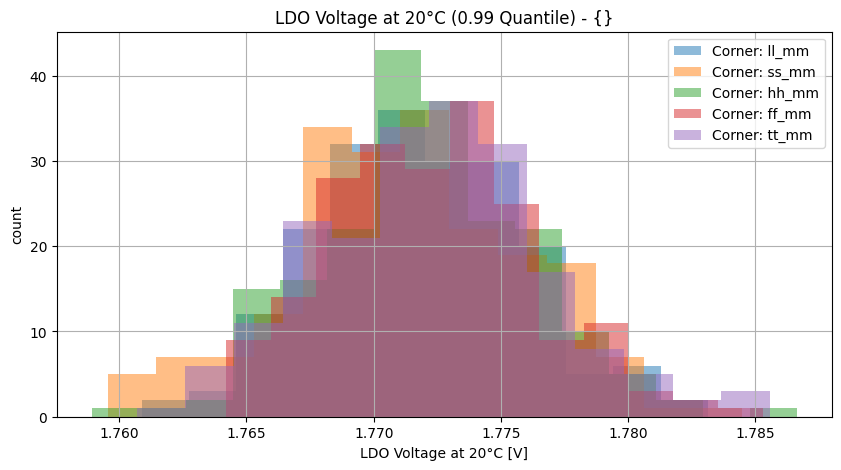 LDO Voltage at 20°C (0.99 Quantile) - {}
Corner: ll_mm
Corner: ss_mm
Corner: hh_mm
Corner: ff_mm
Corner: tt_mm
count
40
30
20
10
0
1.760 1.765 1.770 1.775 1.780 1.785
LDO Voltage at 20°C [V]